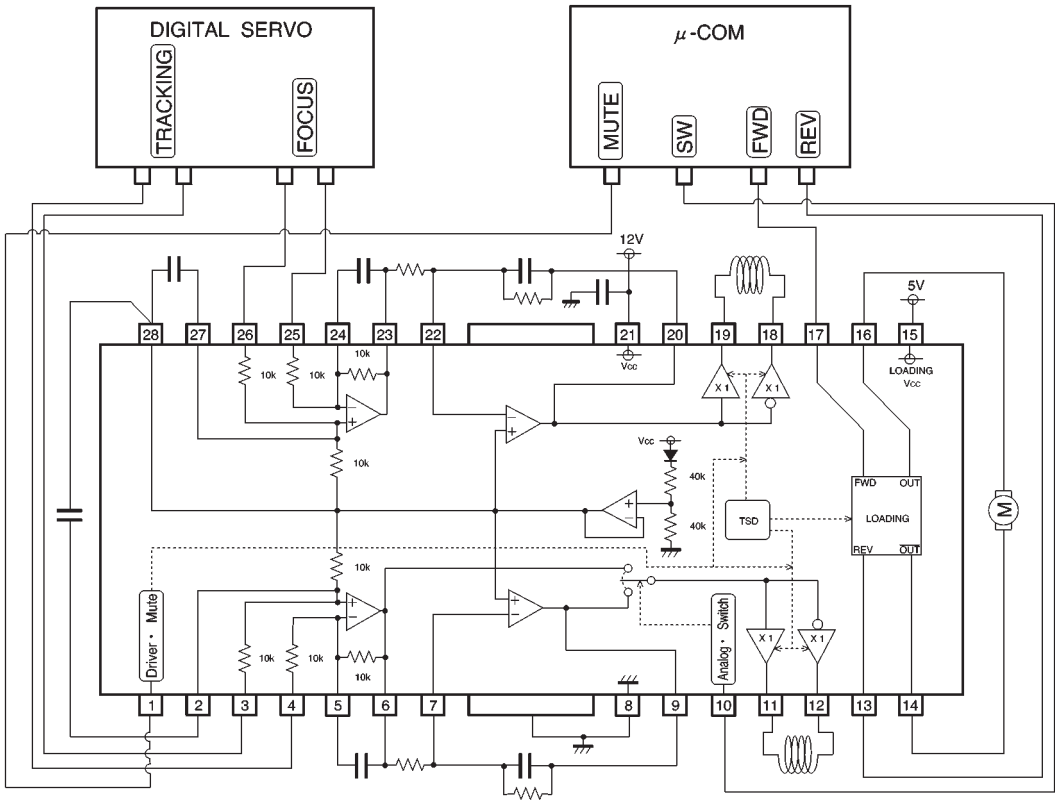 DIGITAL SERVO
μ-COM
TRACKING
FOCUS
MUTE
SW
FWD
REV
12V
5V
28
27
26
25
24
23
22
21
20
19
18
17
16
15
10k
Vcc
LOADING
Vcc
10k
10k
X 1
X 1
10k
Vcc
40k
40k
TSD
FWD
OUT
LOADING
REV
OUT
M
10k
Driver・Mute
10k
10k
10k
Analog・Switch
X 1
X 1
1
2
3
4
5
6
7
8
9
10
11
12
13
14